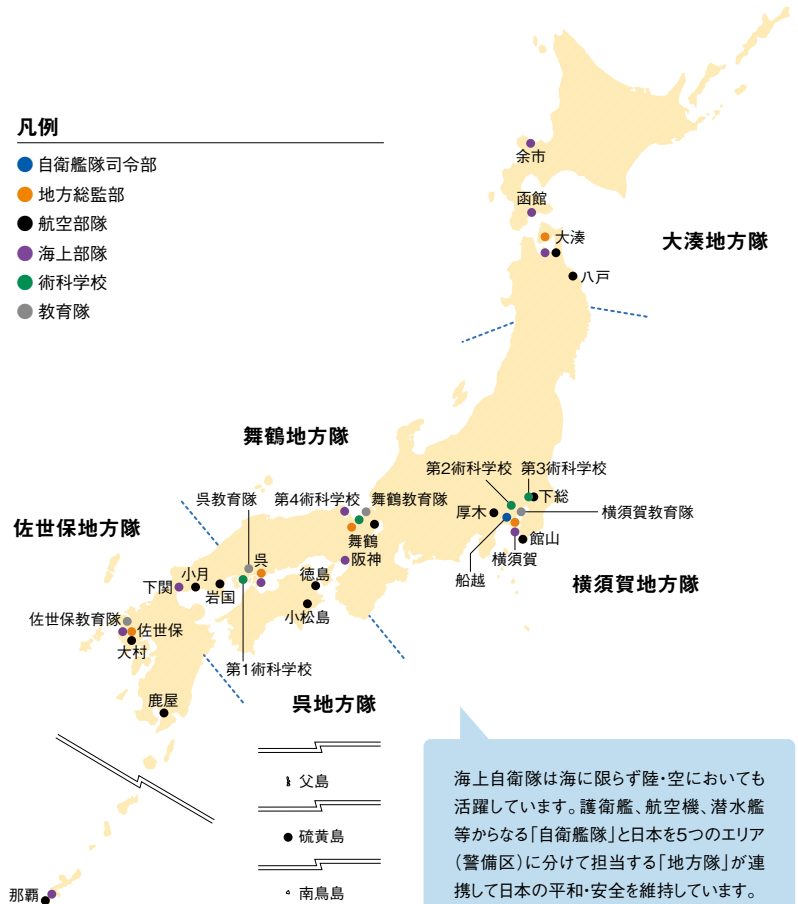 凡例
自衛艦隊司令部
地方総監部
航空部隊
海上部隊
術科学校
教育隊
余市
函館
大湊
大湊地方隊
八戸
舞鶴地方隊
第2術科学校
第3術科学校
呉教育隊
第4術科学校
舞鶴教育隊
下総
厚木
横須賀教育隊
佐世保地方隊
舞鶴
館山
呉
阪神
横須賀
小月
徳島
船越
横須賀地方隊
下関
岩国
佐世保教育隊
小松島
佐世保
大村
第1術科学校
鹿屋
呉地方隊
父島
硫黄島
南鳥島
那覇
海上自衛隊は海に限らず陸・空においても
活躍しています。護衛艦、航空機、潜水艦
等からなる「自衛艦隊」と日本を5つのエリア
（警備区）に分けて担当する「地方隊」が連
携して日本の平和・安全を維持しています。